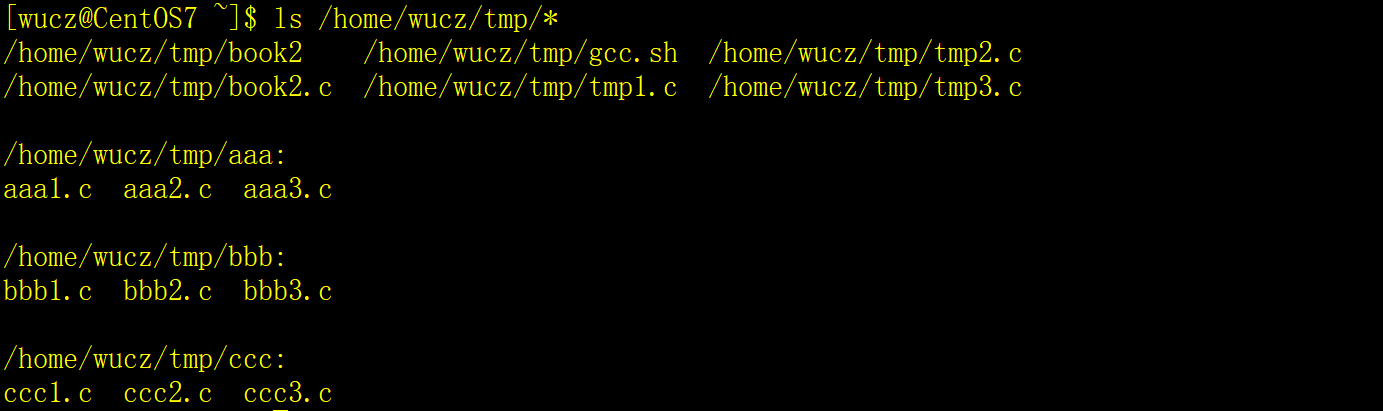 [wucz@CentOS7 ~]$ ls /home/wucz/tmp/*
/home/wucz/tmp/book2    /home/wucz/tmp/gcc.sh  /home/wucz/tmp/tmp2.c
/home/wucz/tmp/book2.c  /home/wucz/tmp/tmp1.c  /home/wucz/tmp/tmp3.c
/home/wucz/tmp/aaa:
aaa1.c  aaa2.c  aaa3.c
/home/wucz/tmp/bbb:
bbb1.c  bbb2.c  bbb3.c
/home/wucz/tmp/ccc:
ccc1.c  ccc2.c  ccc3.c